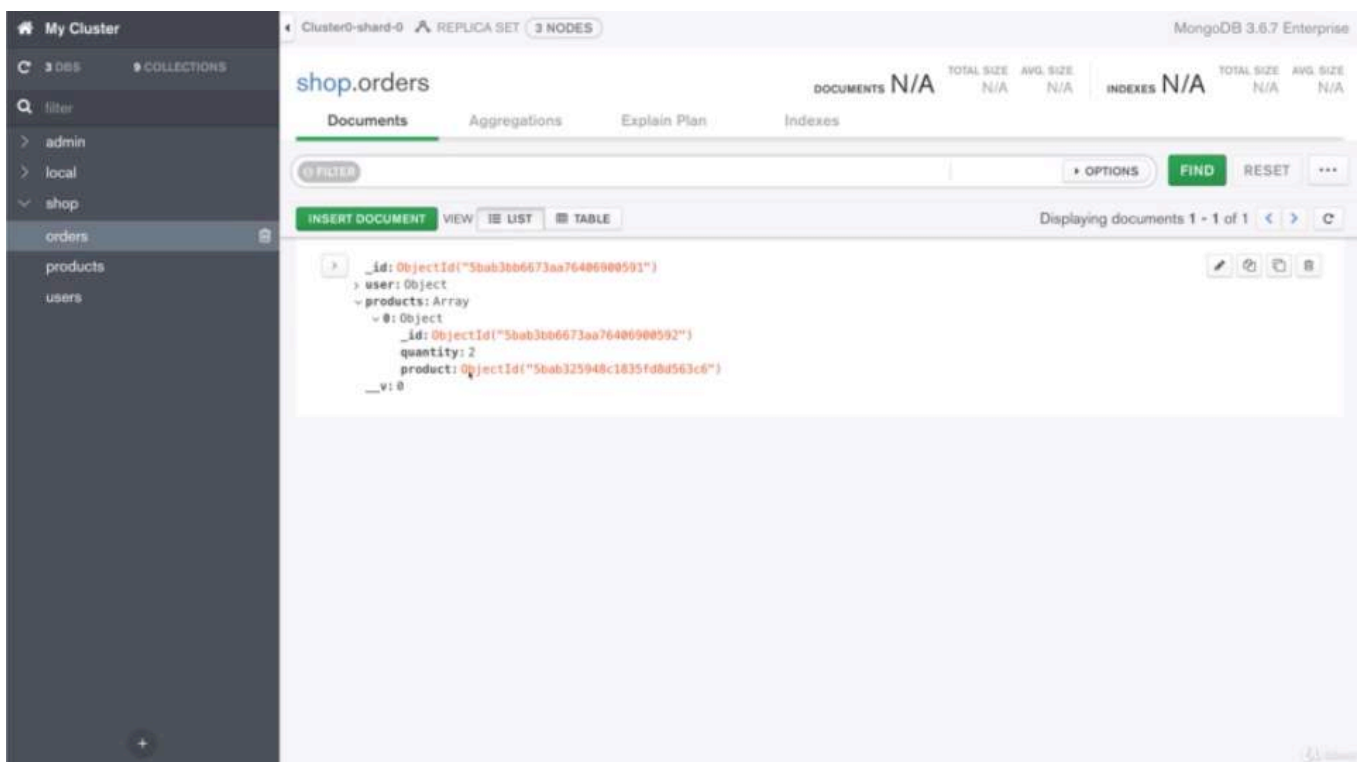 My Cluster
Cluster0-shard-0 REPLICA SET 3 NODES
MongoDB 3.6.7 Enterprise
3 DBS 9 COLLECTIONS
filter
admin
local
shop
orders
products
users
shop.orders
DOCUMENTS N/A TOTAL SIZE N/A AVG. SIZE N/A
INDEXES N/A TOTAL SIZE N/A AVG. SIZE N/A
Documents Aggregations Explain Plan Indexes
FILTER
OPTIONS
FIND RESET
INSERT DOCUMENT VIEW LIST TABLE
Displaying documents 1 - 1 of 1
_id: ObjectId("5bab3bb6673aa76406900591")
user: Object
products: Array
0: Object
_id: ObjectId("5bab3bb6673aa76406900592")
quantity: 2
product: ObjectId("5bab325948c1835fd8d563c6")
__v: 0